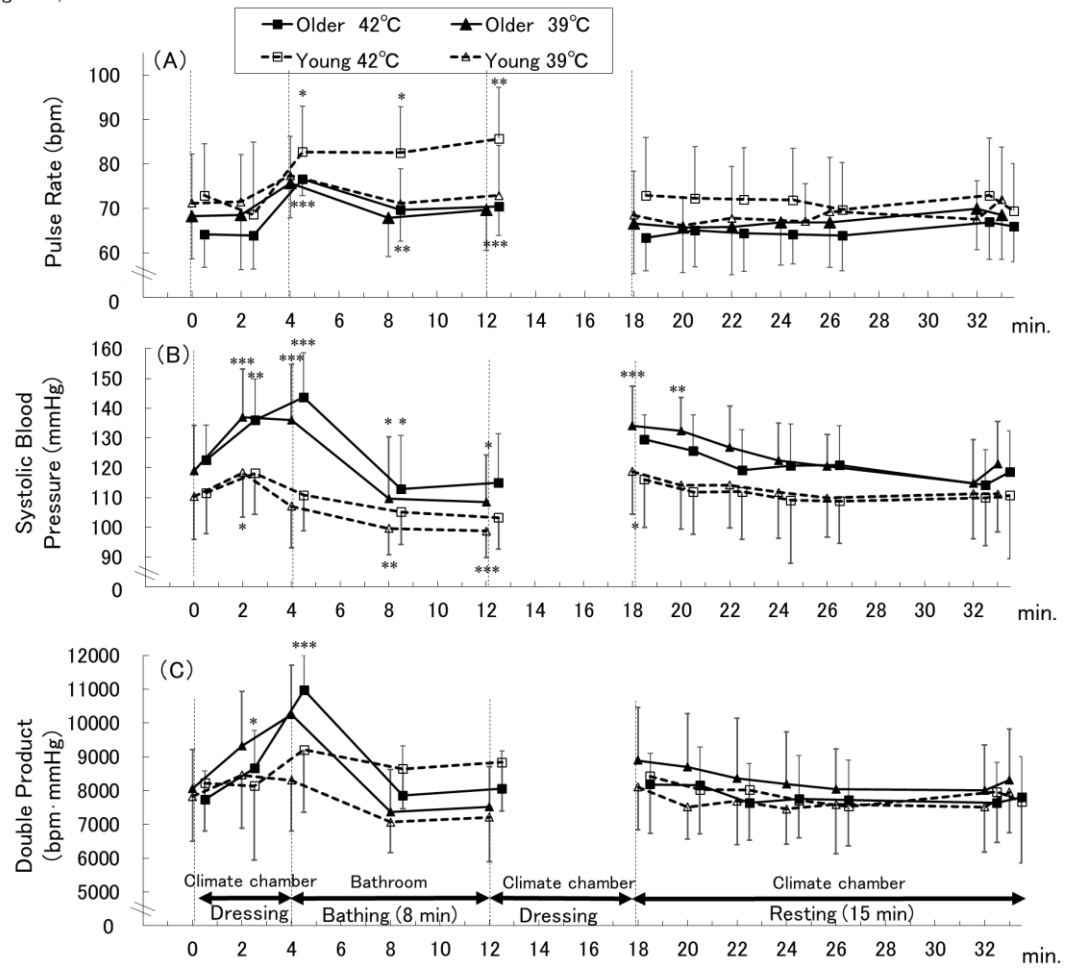 Older 42℃ Older 39℃
Young 42℃ Young 39℃
(A)
Pulse Rate (bpm)
100
90
80
70
60
0
* * **
*** ** ***
0 2 4 6 8 10 12 14 16 18 20 22 24 26 28 30 32 min.
(B)
Systolic Blood
Pressure (mmHg)
160
150
140
130
120
110
100
90
0
*** ** *** *** * * * *** **
* ** *** *
0 2 4 6 8 10 12 14 16 18 20 22 24 26 28 30 32 min.
(C)
Double Product
(bpm·mmHg)
12000
11000
10000
9000
8000
7000
6000
5000
0
* ***
Climate chamber Bathroom Climate chamber Climate chamber
Dressing Bathing (8 min) Dressing Resting (15 min)
0 2 4 6 8 10 12 14 16 18 20 22 24 26 28 30 32 min.